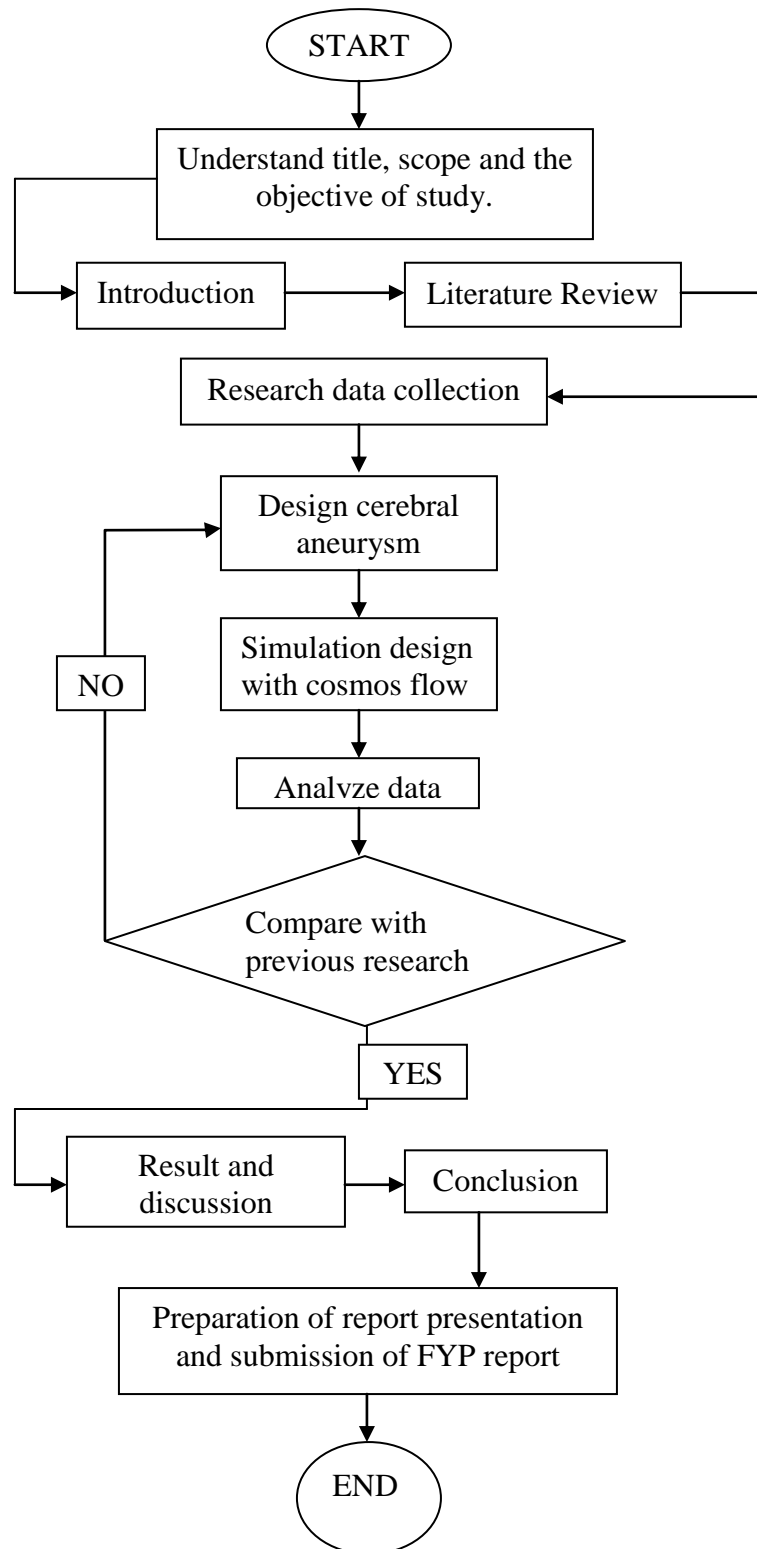 START
Understand title, scope and the
objective of study.
Introduction
Literature Review
Research data collection
Design cerebral
aneurysm
Simulation design
with cosmos flow
NO
Analyze data
Compare with
previous research
YES
Result and
discussion
Conclusion
Preparation of report presentation
and submission of FYP report
END